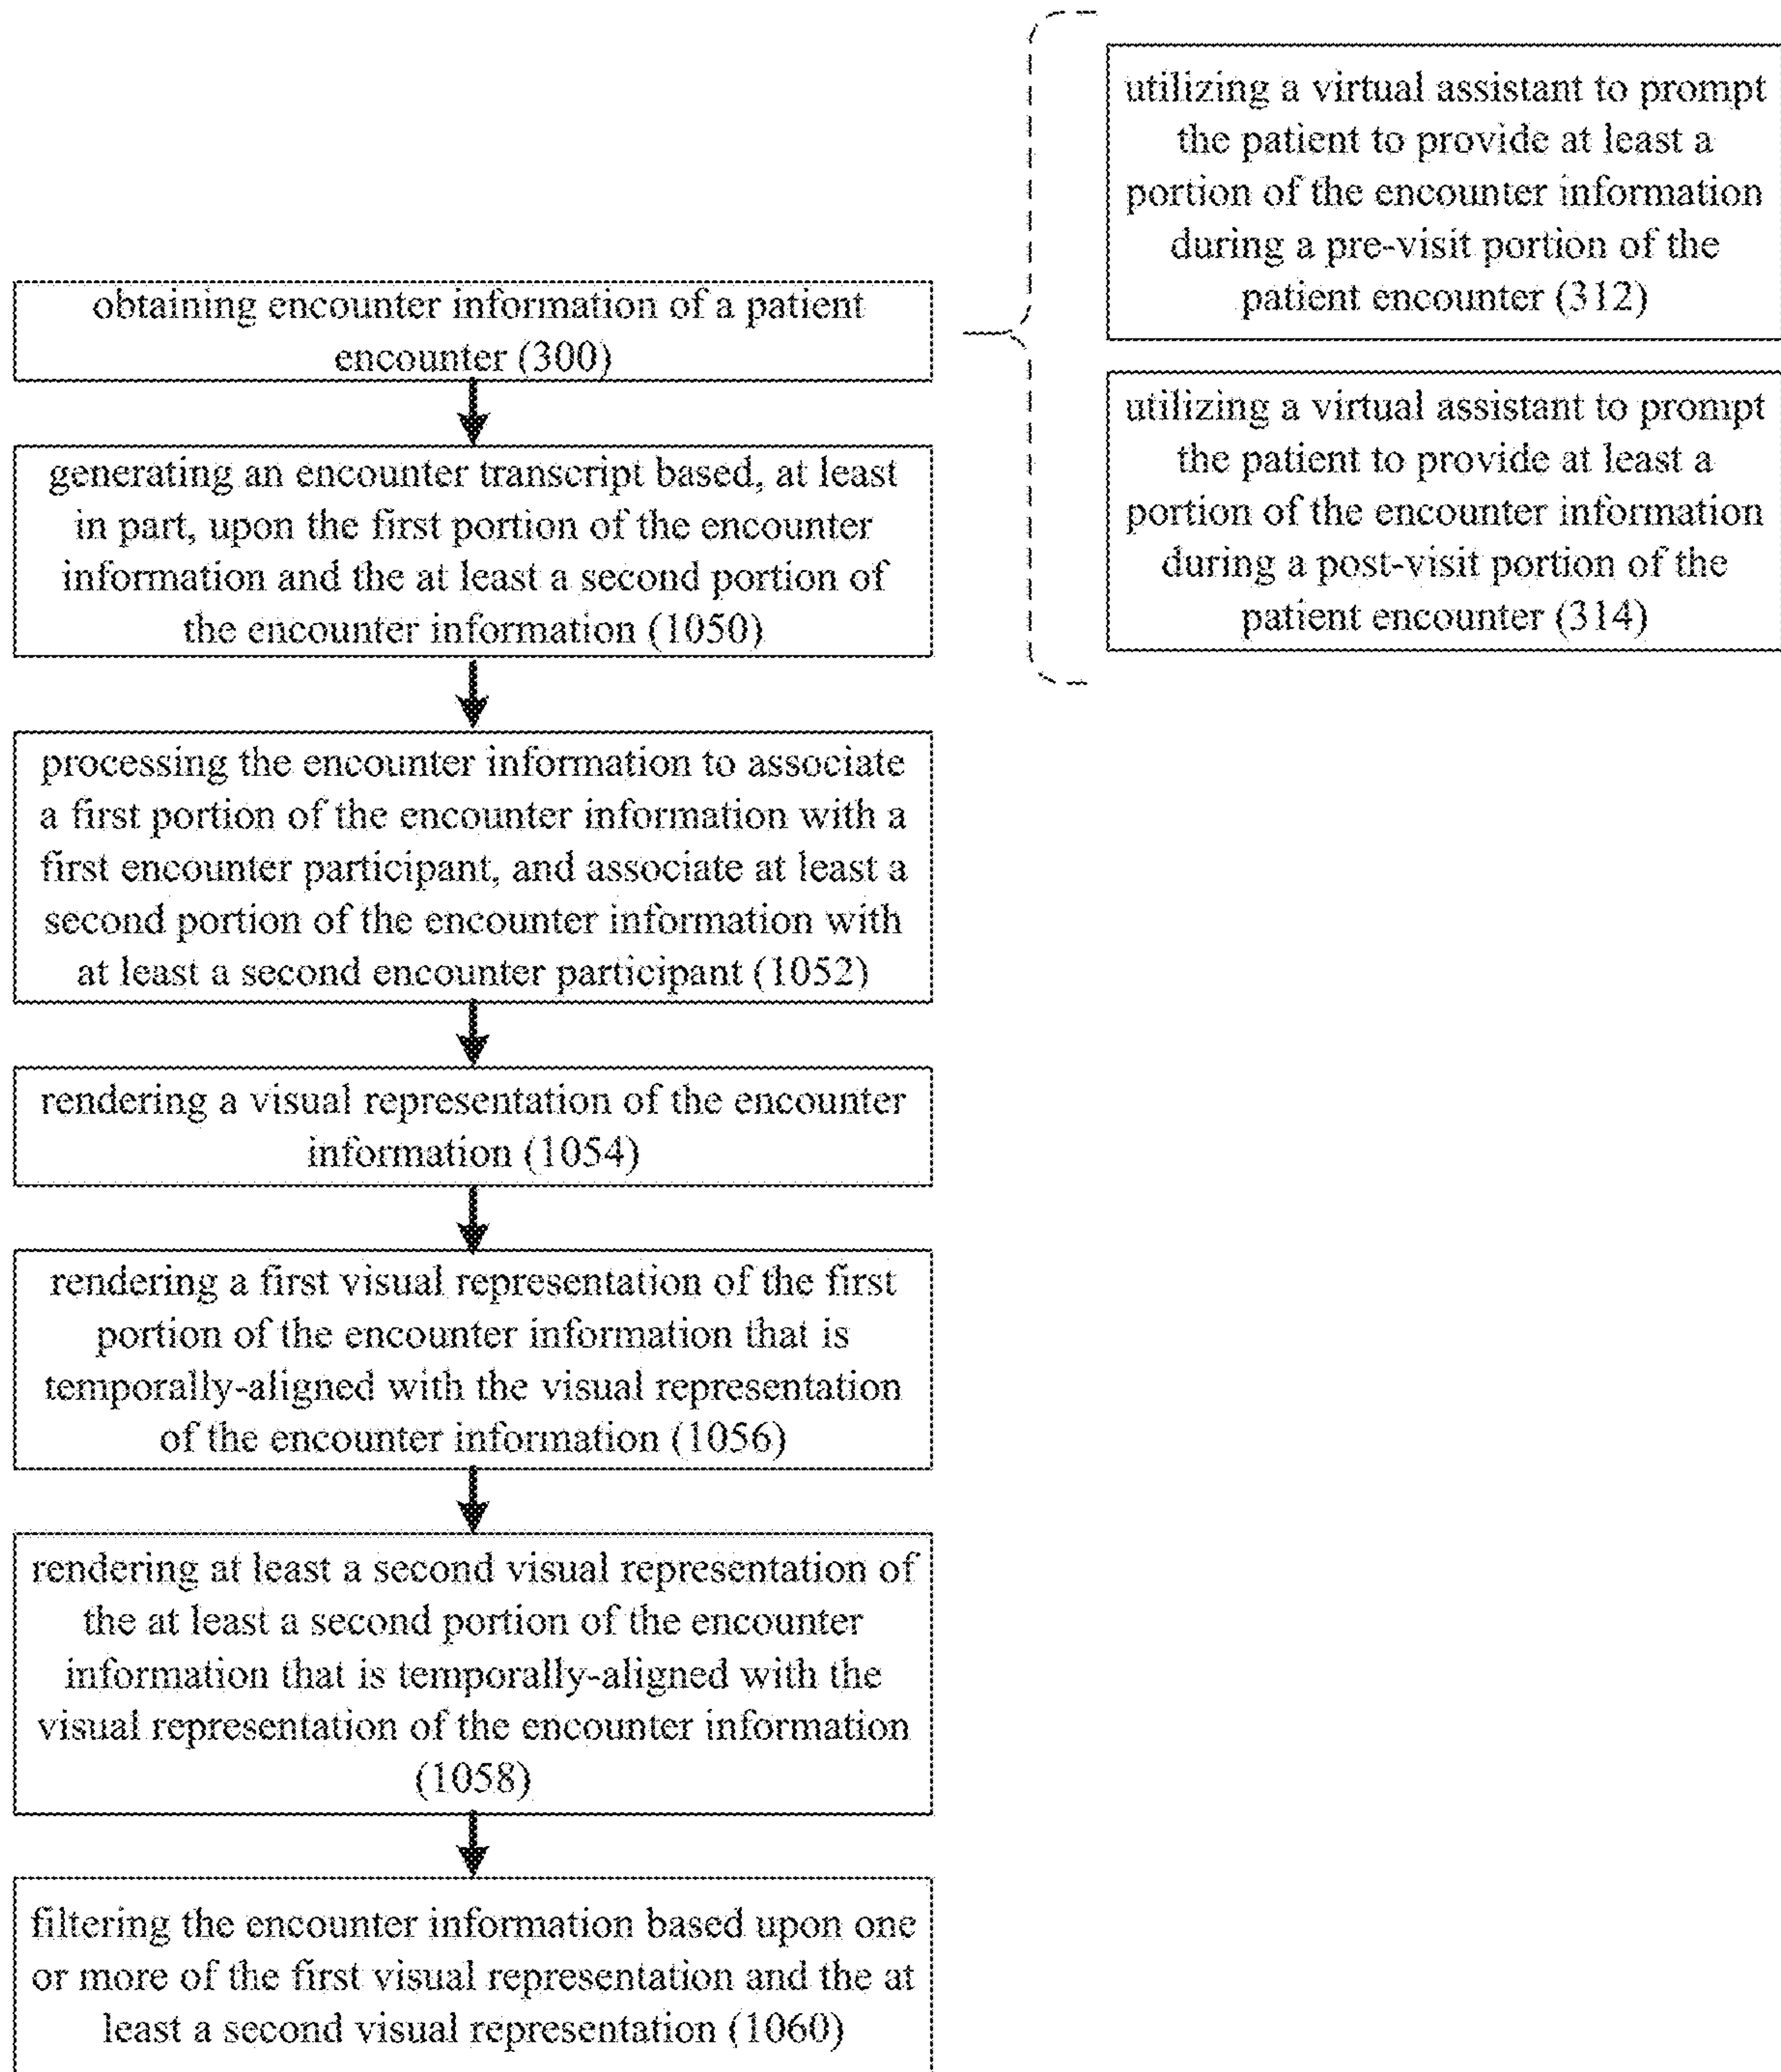 obtaining encounter information of a patient
encounter (300)
generating an encounter transcript based, at least
in part, upon the first portion of the encounter
information and the at least a second portion of
the encounter information (1050)
processing the encounter information to associate
a first portion of the encounter information with a
first encounter participant, and associate at least a
second portion of the encounter information with
at least a second encounter participant (1052)
rendering a visual representation of the encounter
information (1054)
rendering a first visual representation of the first
portion of the encounter information that is
temporally-aligned with the visual representation
of the encounter information (1056)
rendering at least a second visual representation of
the at least a second portion of the encounter
information that is temporally-aligned with the
visual representation of the encounter information
(1058)
filtering the encounter information based upon one
or more of the first visual representation and the at
least a second visual representation (1060)
utilizing a virtual assistant to prompt
the patient to provide at least a
portion of the encounter information
during a pre-visit portion of the
patient encounter (312)
utilizing a virtual assistant to prompt
the patient to provide at least a
portion of the encounter information
during a post-visit portion of the
patient encounter (314)